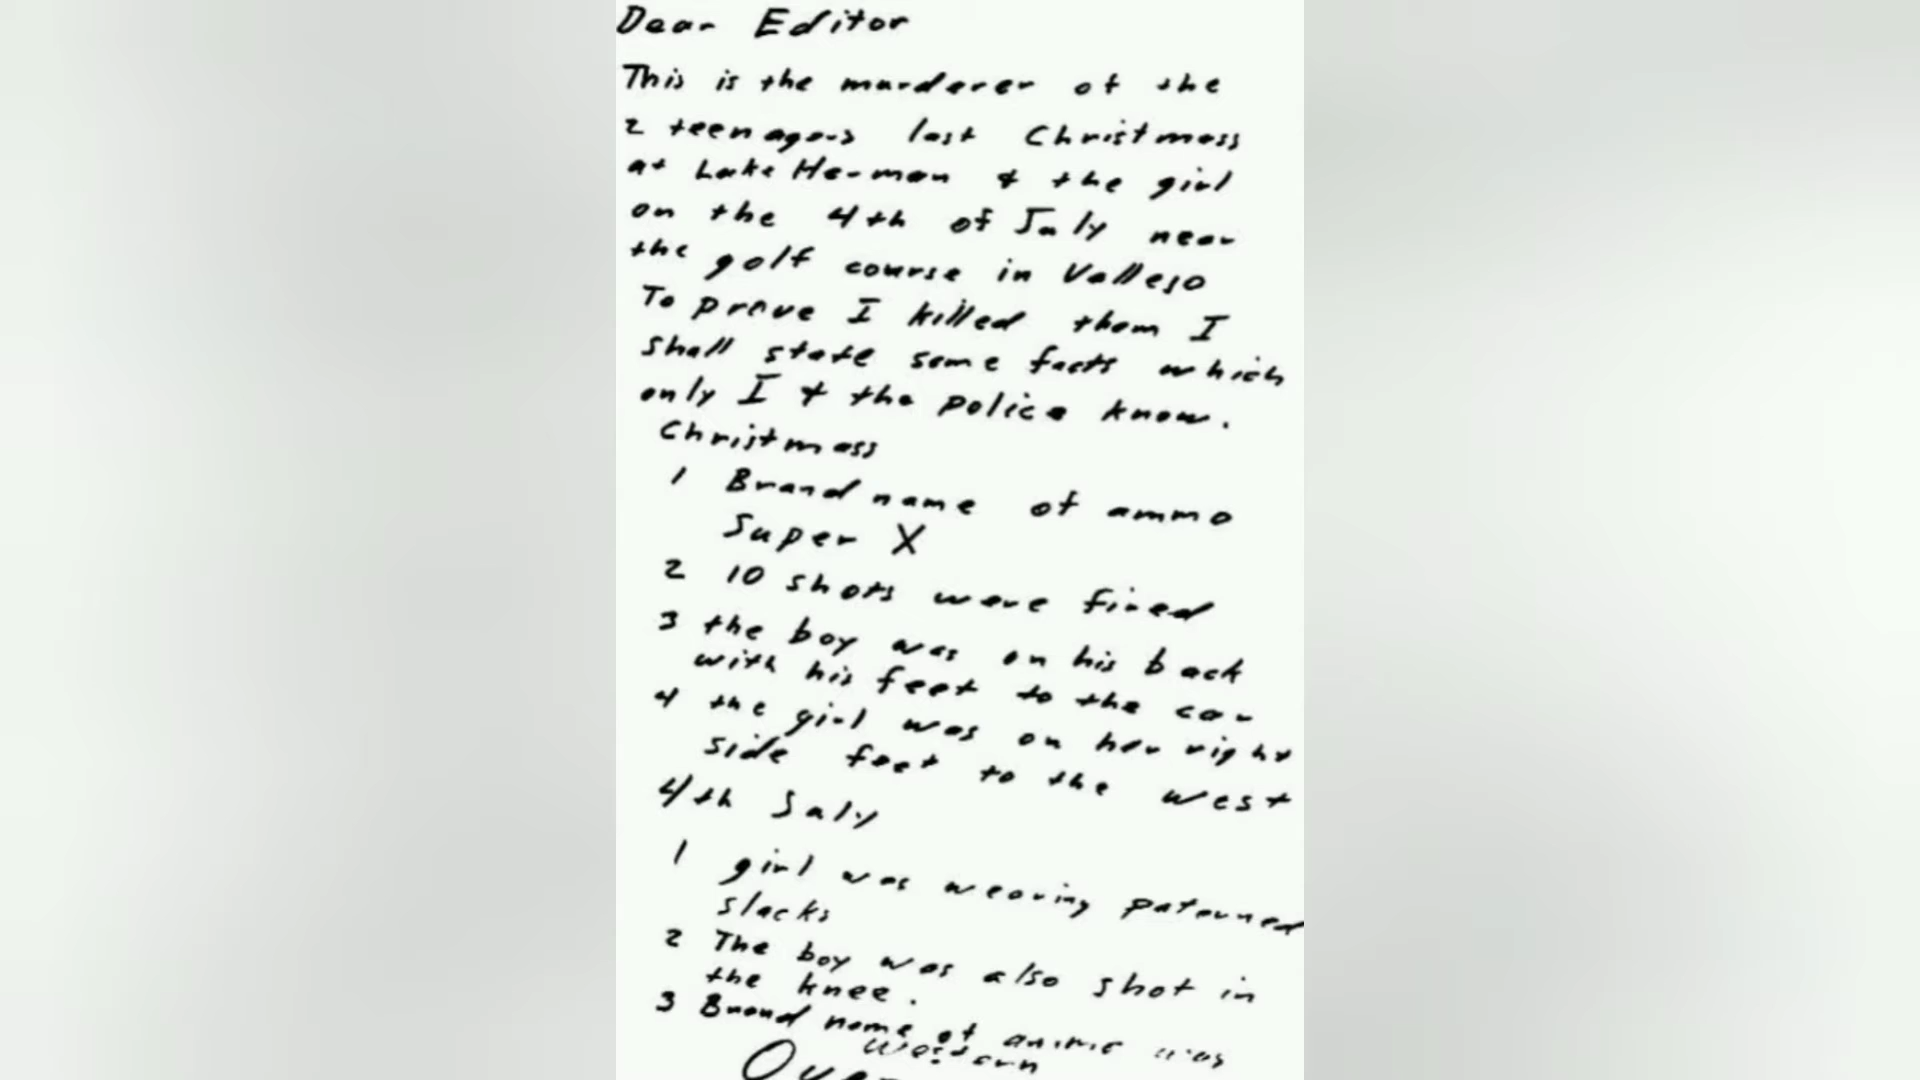 Dear Editor
This is the murderer of the
2 teenagers last Christmass
at Lake Herman & the girl
on the 4th of July near
the golf course in Vallejo
To prove I killed them I
shall state some facts which
only I & the police know.
Christmass
1 Brand name of ammo
Super X
2 10 shots were fired
3 the boy was on his back
with his feet to the car
4 the girl was on her right
side feet to the west
4th July
1 girl was wearing paterned
slacks
2 The boy was also shot in
the knee.
3 Brand name of ammo was
Western
Over